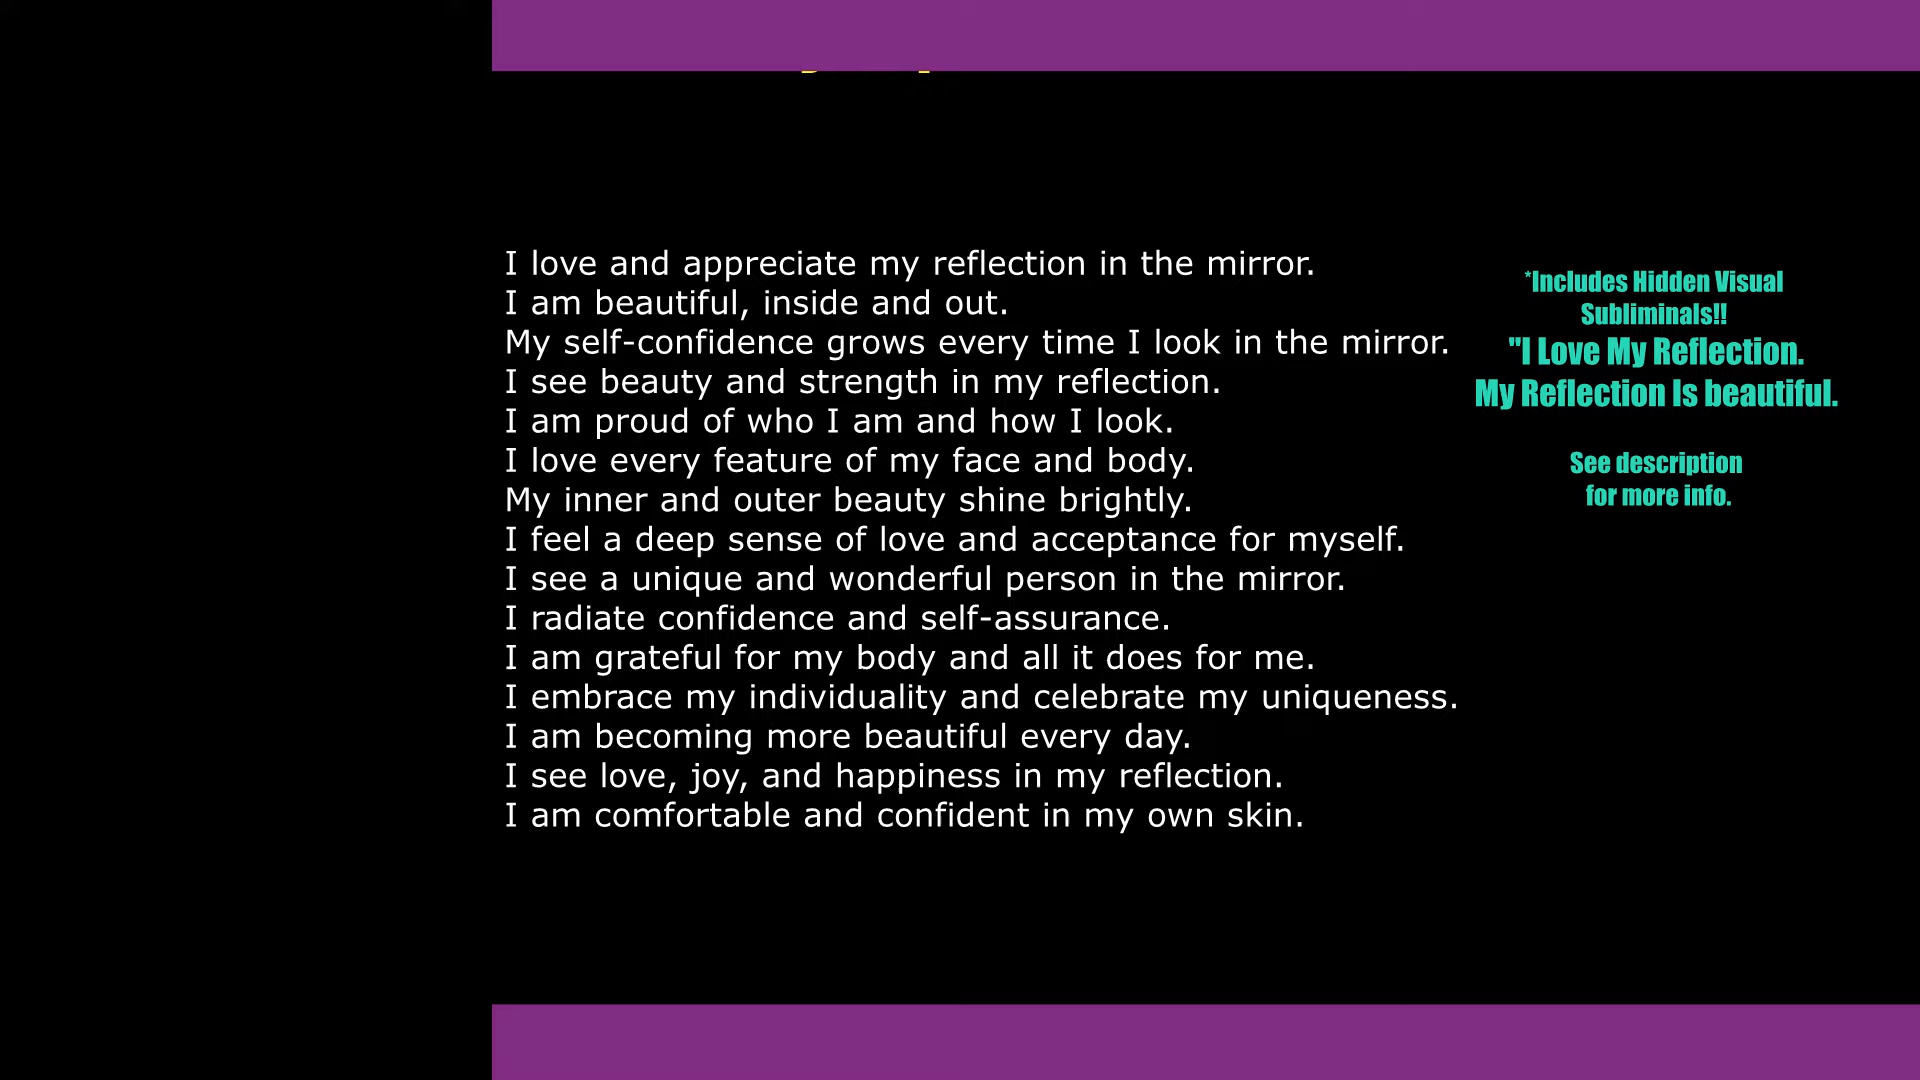 I love and appreciate my reflection in the mirror.
I am beautiful, inside and out.
My self-confidence grows every time I look in the mirror.
I see beauty and strength in my reflection.
I am proud of who I am and how I look.
I love every feature of my face and body.
My inner and outer beauty shine brightly.
I feel a deep sense of love and acceptance for myself.
I see a unique and wonderful person in the mirror.
I radiate confidence and self-assurance.
I am grateful for my body and all it does for me.
I embrace my individuality and celebrate my uniqueness.
I am becoming more beautiful every day.
I see love, joy, and happiness in my reflection.
I am comfortable and confident in my own skin.
*Includes Hidden Visual
Subliminals!!
"I Love My Reflection.
My Reflection Is beautiful.
See description
for more info.